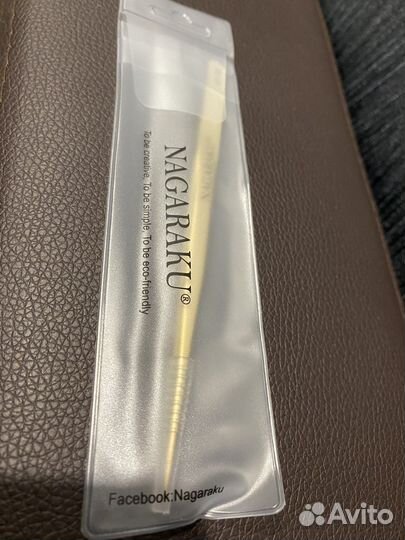 NAGARAKU®
To be creative, To be simple, To be eco-friendly
Facebook:Nagaraku
Avito